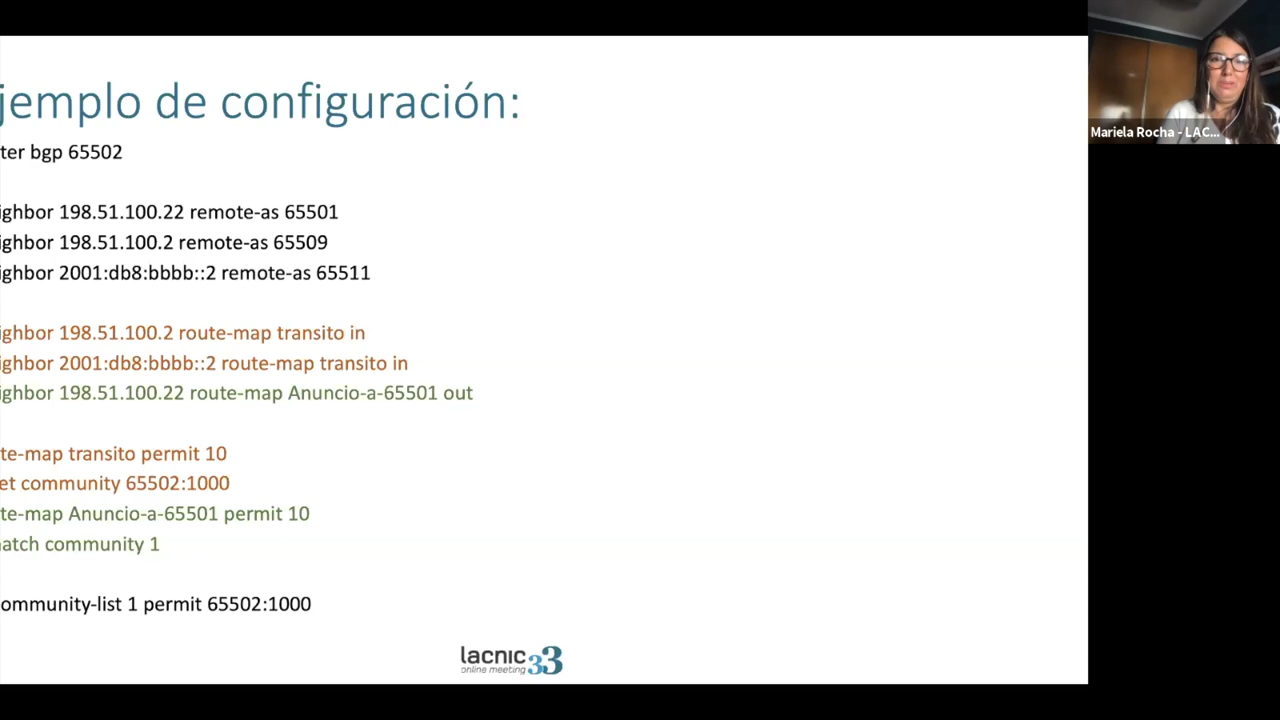 jemplo de configuración:
ter bgp 65502
ighbor 198.51.100.22 remote-as 65501
ighbor 198.51.100.2 remote-as 65509
ighbor 2001:db8:bbbb::2 remote-as 65511
ighbor 198.51.100.2 route-map transito in
ighbor 2001:db8:bbbb::2 route-map transito in
ighbor 198.51.100.22 route-map Anuncio-a-65501 out
te-map transito permit 10
et community 65502:1000
te-map Anuncio-a-65501 permit 10
atch community 1
ommunity-list 1 permit 65502:1000
lacnic 33
online meeting
Mariela Rocha - LAC...